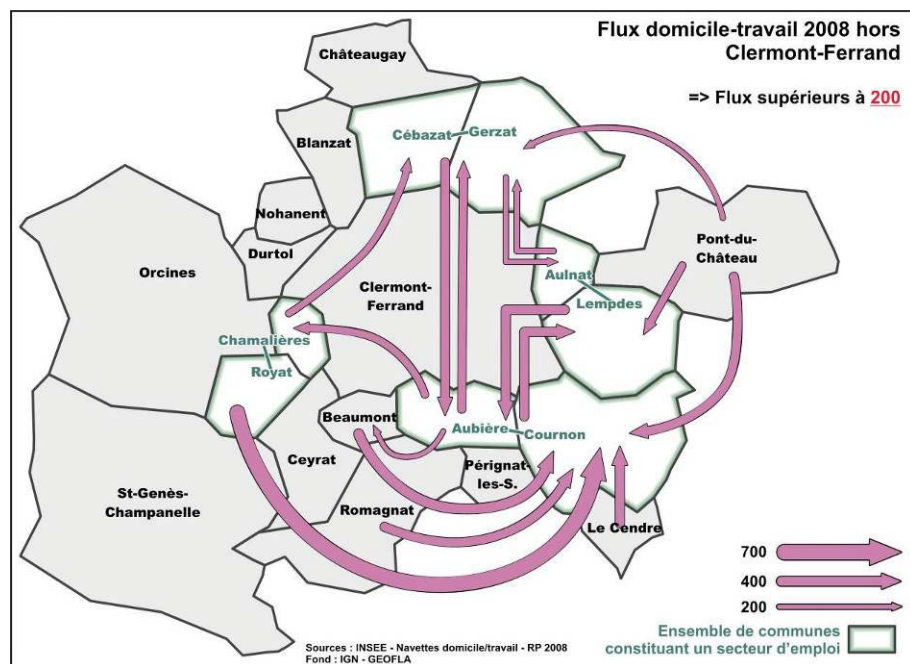 Flux domicile-travail 2008 hors
Clermont-Ferrand
=> Flux supérieurs à 200
Châteaugay
Cébazat
Gerzat
Blanzat
Nohanent
Durtol
Orcines
Pont-du-
Château
Aulnat
Lempdes
Clermont-
Ferrand
Chamalières
Royat
Beaumont
Aubière
Cournon
Ceyrat
Pérignat-
les-S.
St-Genès-
Champanelle
Romagnat
Le Cendre
700
400
200
Ensemble de communes
constituant un secteur d'emploi
Sources : INSEE - Navettes domicile/travail - RP 2008
Fond : IGN - GEOFLA